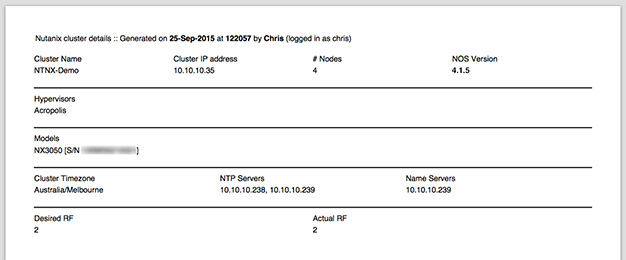 Nutanix cluster details :: Generated on 25-Sep-2015 at 122057 by Chris (logged in as chris)
Cluster Name Cluster IP address # Nodes NOS Version
NTNX-Demo 10.10.10.35 4 4.1.5
Hypervisors
Acropolis
Models
NX3050 [S/N ]
Cluster Timezone NTP Servers Name Servers
Australia/Melbourne 10.10.10.238, 10.10.10.239 10.10.10.239
Desired RF Actual RF
2 2